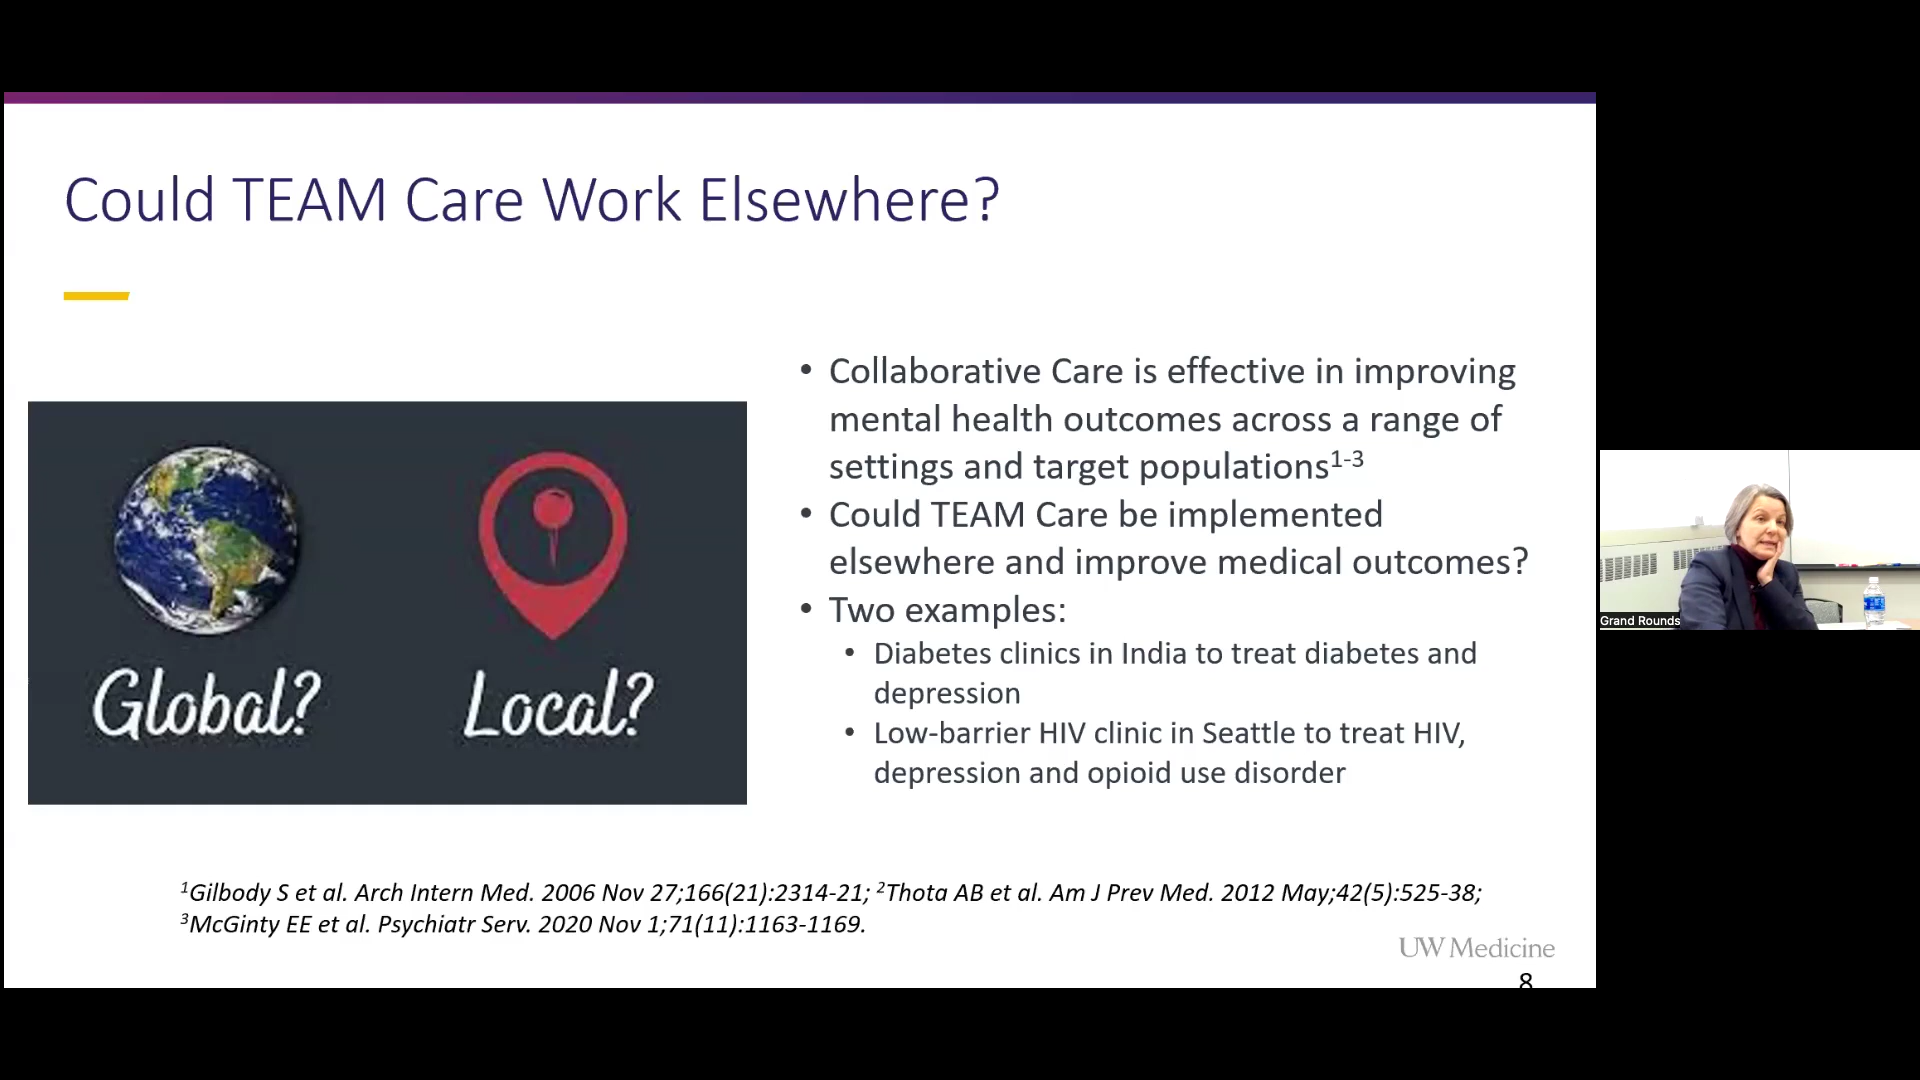 Could TEAM Care Work Elsewhere?
Global?
Local?
• Collaborative Care is effective in improving
mental health outcomes across a range of
settings and target populations¹⁻³
• Could TEAM Care be implemented
elsewhere and improve medical outcomes?
• Two examples:
• Diabetes clinics in India to treat diabetes and
depression
• Low-barrier HIV clinic in Seattle to treat HIV,
depression and opioid use disorder
¹Gilbody S et al. Arch Intern Med. 2006 Nov 27;166(21):2314-21; ²Thota AB et al. Am J Prev Med. 2012 May;42(5):525-38;
³McGinty EE et al. Psychiatr Serv. 2020 Nov 1;71(11):1163-1169.
UW Medicine
8
Grand Rounds